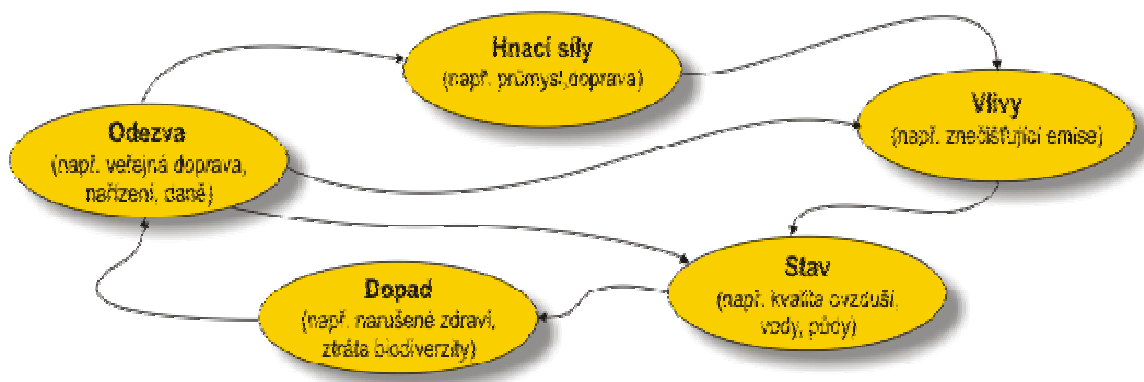 Hnací síly
(např. průmysl,doprava)
Vlivy
(např. znečišťující emise)
Odezva
(např. veřejná doprava,
nařízení, daně)
Stav
(např. kvalita ovzduší,
vody, půdy)
Dopad
(např. narušené zdraví,
ztráta biodiverzity)